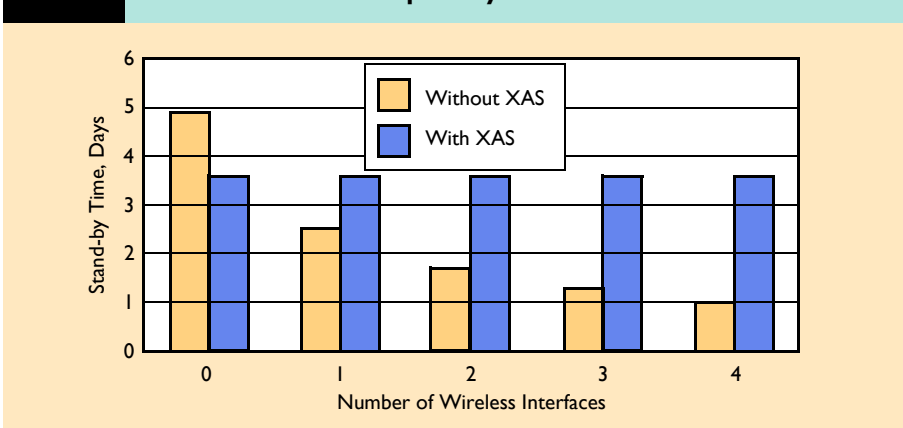 6
5
4
3
2
1
0
Stand-by Time, Days
Without XAS
With XAS
0 1 2 3 4
Number of Wireless Interfaces